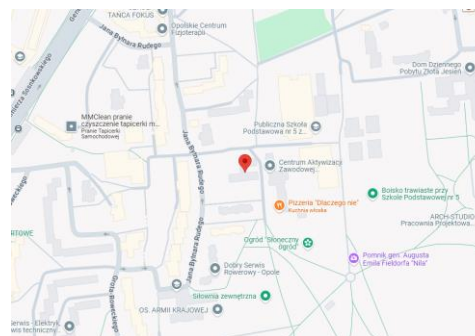 TAŃCA FOKUS
Opolskie Centrum
Fizjoterapii
Jana Bytnara Rudego
Dom Dziennego
Pobytu Złota Jesień
MMClean pranie
czyszczenie tapicerki m...
Pranie Tapicerki
Samochodowej
Publiczna Szkoła
Podstawowa nr 5 z...
Jana Bytnara Rudego
Centrum Aktywizacji
Zawodowej...
Boisko trawiaste przy
Szkole Podstawowej nr 5
Pizzeria "Dlaczego nie"
Kuchnia włoska
ARCH-STUDIO
Pracownia Projektowa...
Ogród "Słoneczny
ogród"
Pomnik gen. Augusta
Emila Fieldorfa "Nila"
Dobry Serwis
Rowerowy - Opole
Siłownia zewnętrzna
OS. ARMII KRAJOWEJ